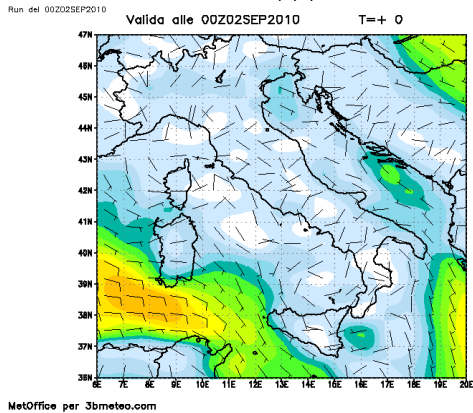 Run del 00Z02SEP2010
Valida alle 00Z02SEP2010 T=+ 0
47N
46N
45N
44N
43N
42N
41N
40N
39N
38N
37N
36N
6E 7E 8E 9E 10E 11E 12E 13E 14E 15E 16E 17E 18E 19E 20E
MetOffice per 3bmeteo.com